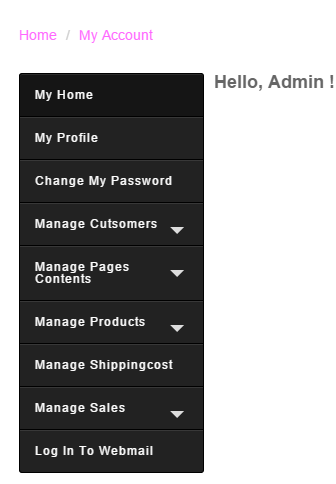 Home / My Account
Hello, Admin !
My Home
My Profile
Change My Password
Manage Cutsomers
Manage Pages
Contents
Manage Products
Manage Shippingcost
Manage Sales
Log In To Webmail